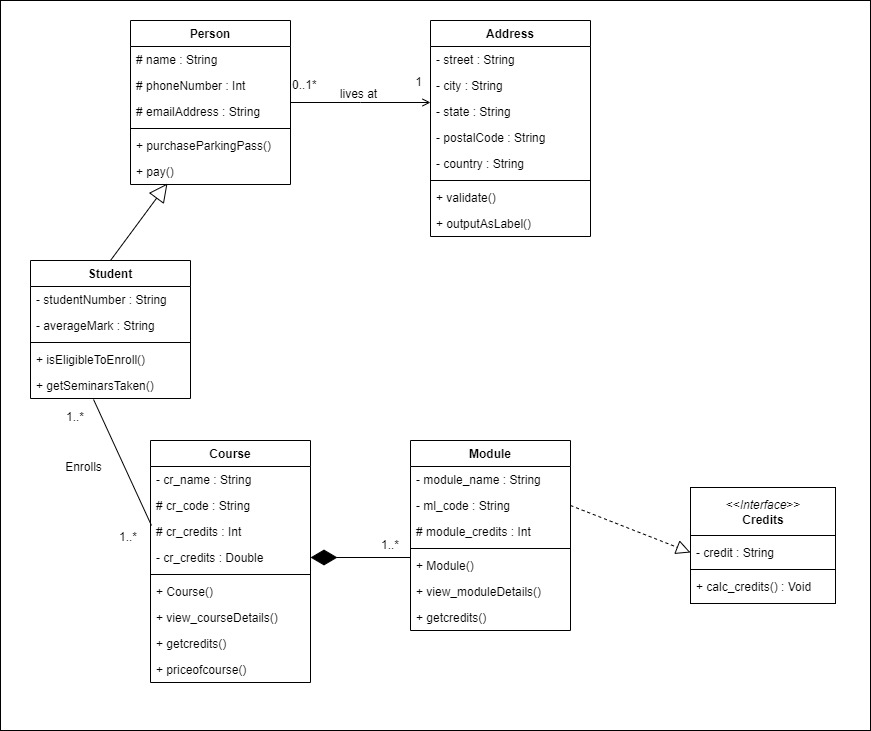 Person
# name : String
# phoneNumber : Int
# emailAddress : String
+ purchaseParkingPass()
+ pay()
0..1*
lives at
1
Address
- street : String
- city : String
- state : String
- postalCode : String
- country : String
+ validate()
+ outputAsLabel()
Student
- studentNumber : String
- averageMark : String
+ isEligibleToEnroll()
+ getSeminarsTaken()
1..*
Enrolls
1..*
Course
- cr_name : String
# cr_code : String
# cr_credits : Int
- cr_credits : Double
+ Course()
+ view_courseDetails()
+ getcredits()
+ priceofcourse()
1..*
Module
- module_name : String
- ml_code : String
# module_credits : Int
+ Module()
+ view_moduleDetails()
+ getcredits()
<<Interface>>
Credits
- credit : String
+ calc_credits() : Void